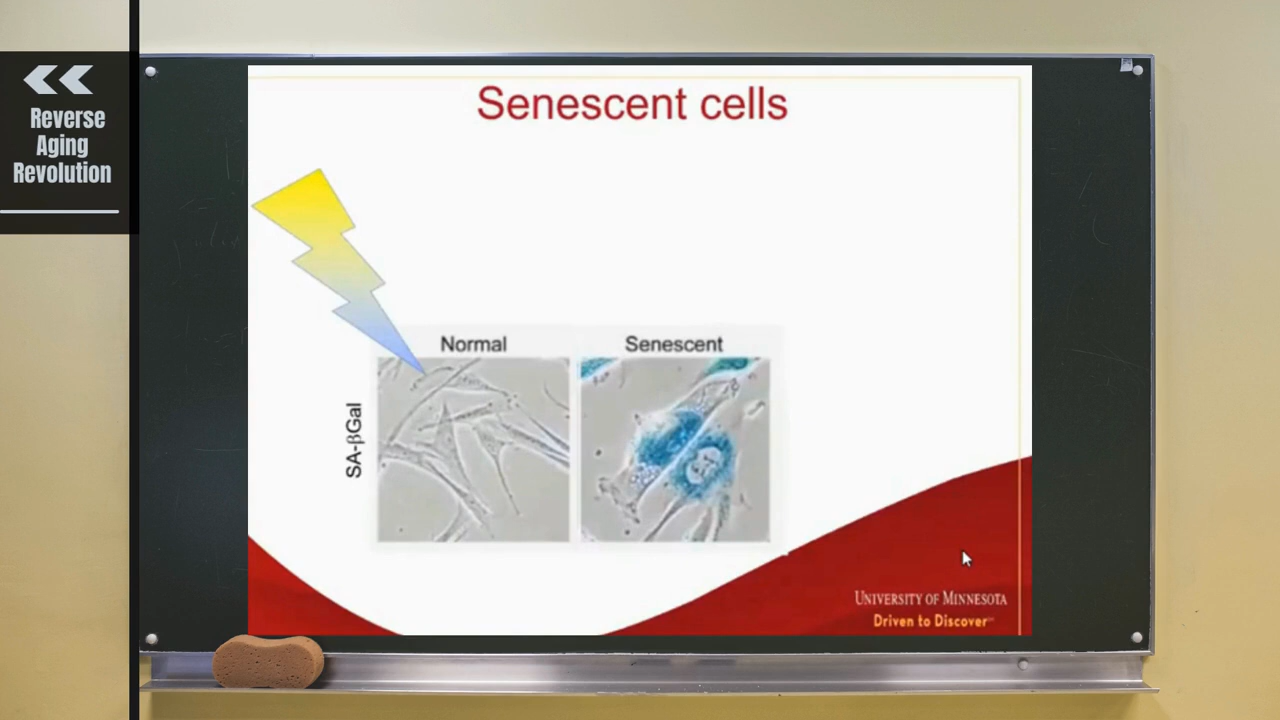 Reverse
Aging
Revolution
Senescent cells
Normal
Senescent
SA-βGal
UNIVERSITY OF MINNESOTA
Driven to Discover